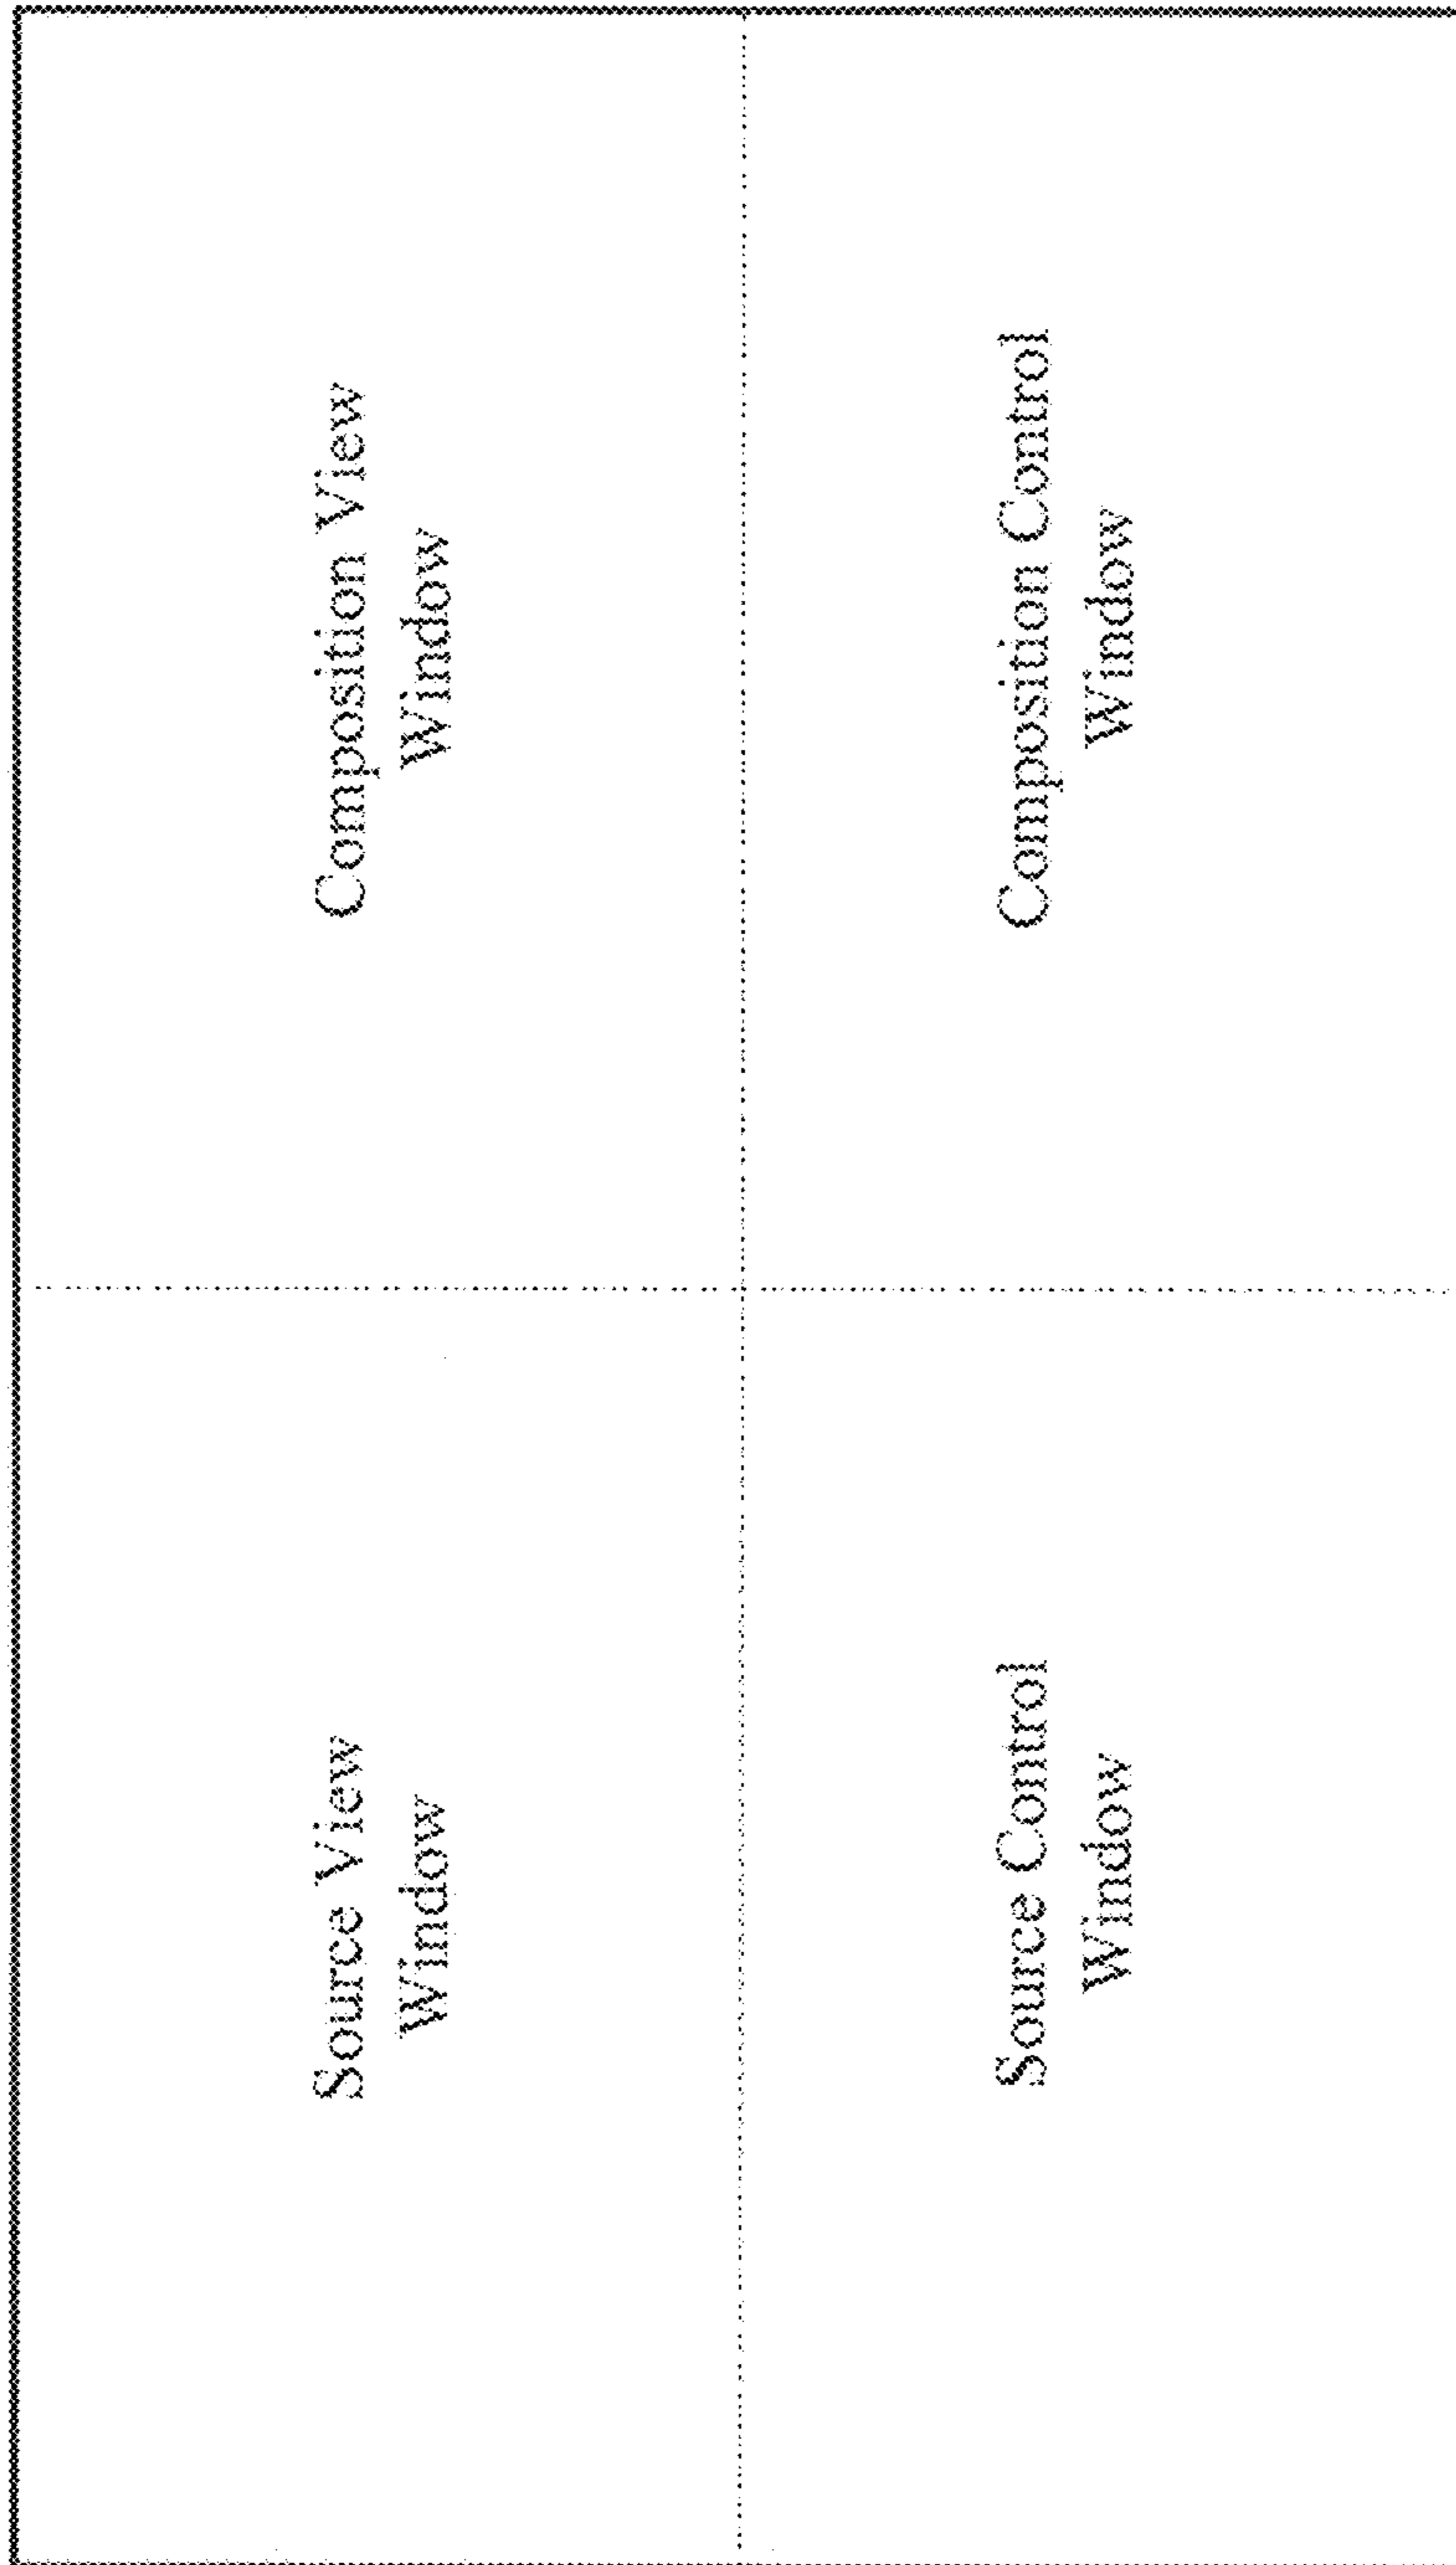 Source View
Window
Composition View
Window
Source Control
Window
Composition Control
Window